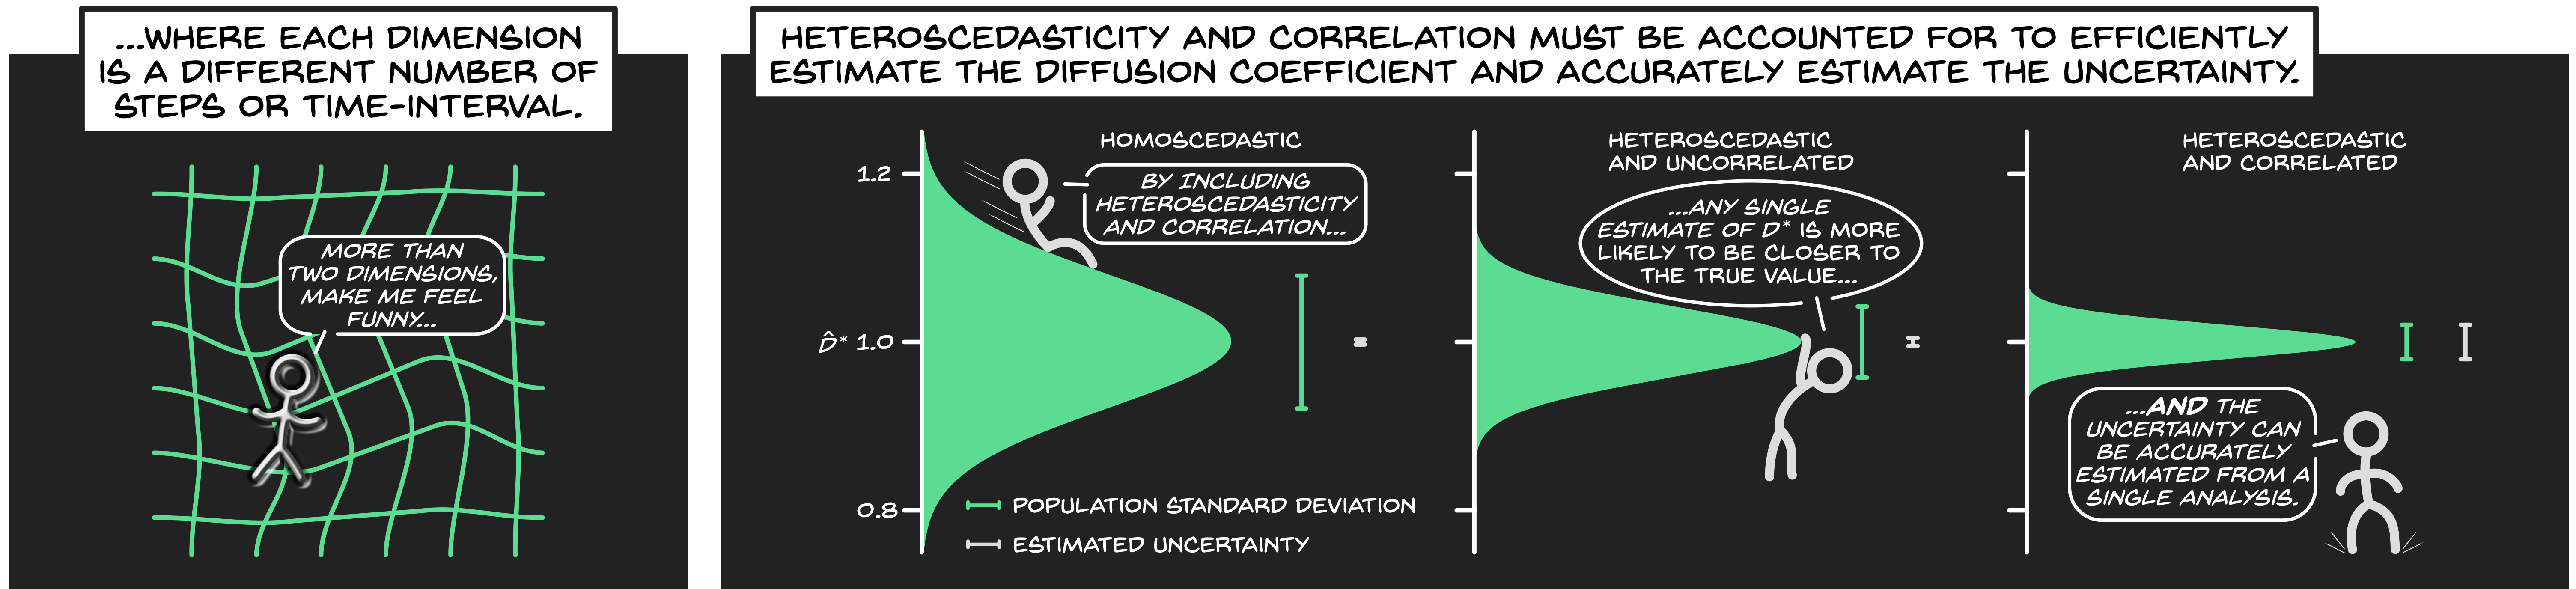 ...WHERE EACH DIMENSION
IS A DIFFERENT NUMBER OF
STEPS OR TIME-INTERVAL.
MORE THAN
TWO DIMENSIONS,
MAKE ME FEEL
FUNNY...
HETEROSCEDASTICITY AND CORRELATION MUST BE ACCOUNTED FOR TO EFFICIENTLY
ESTIMATE THE DIFFUSION COEFFICIENT AND ACCURATELY ESTIMATE THE UNCERTAINTY.
HOMOSCEDASTIC
1.2
BY INCLUDING
HETEROSCEDASTICITY
AND CORRELATION...
D̂* 1.0
0.8
POPULATION STANDARD DEVIATION
ESTIMATED UNCERTAINTY
HETEROSCEDASTIC
AND UNCORRELATED
...ANY SINGLE
ESTIMATE OF D* IS MORE
LIKELY TO BE CLOSER TO
THE TRUE VALUE...
HETEROSCEDASTIC
AND CORRELATED
...AND THE
UNCERTAINTY CAN
BE ACCURATELY
ESTIMATED FROM A
SINGLE ANALYSIS.